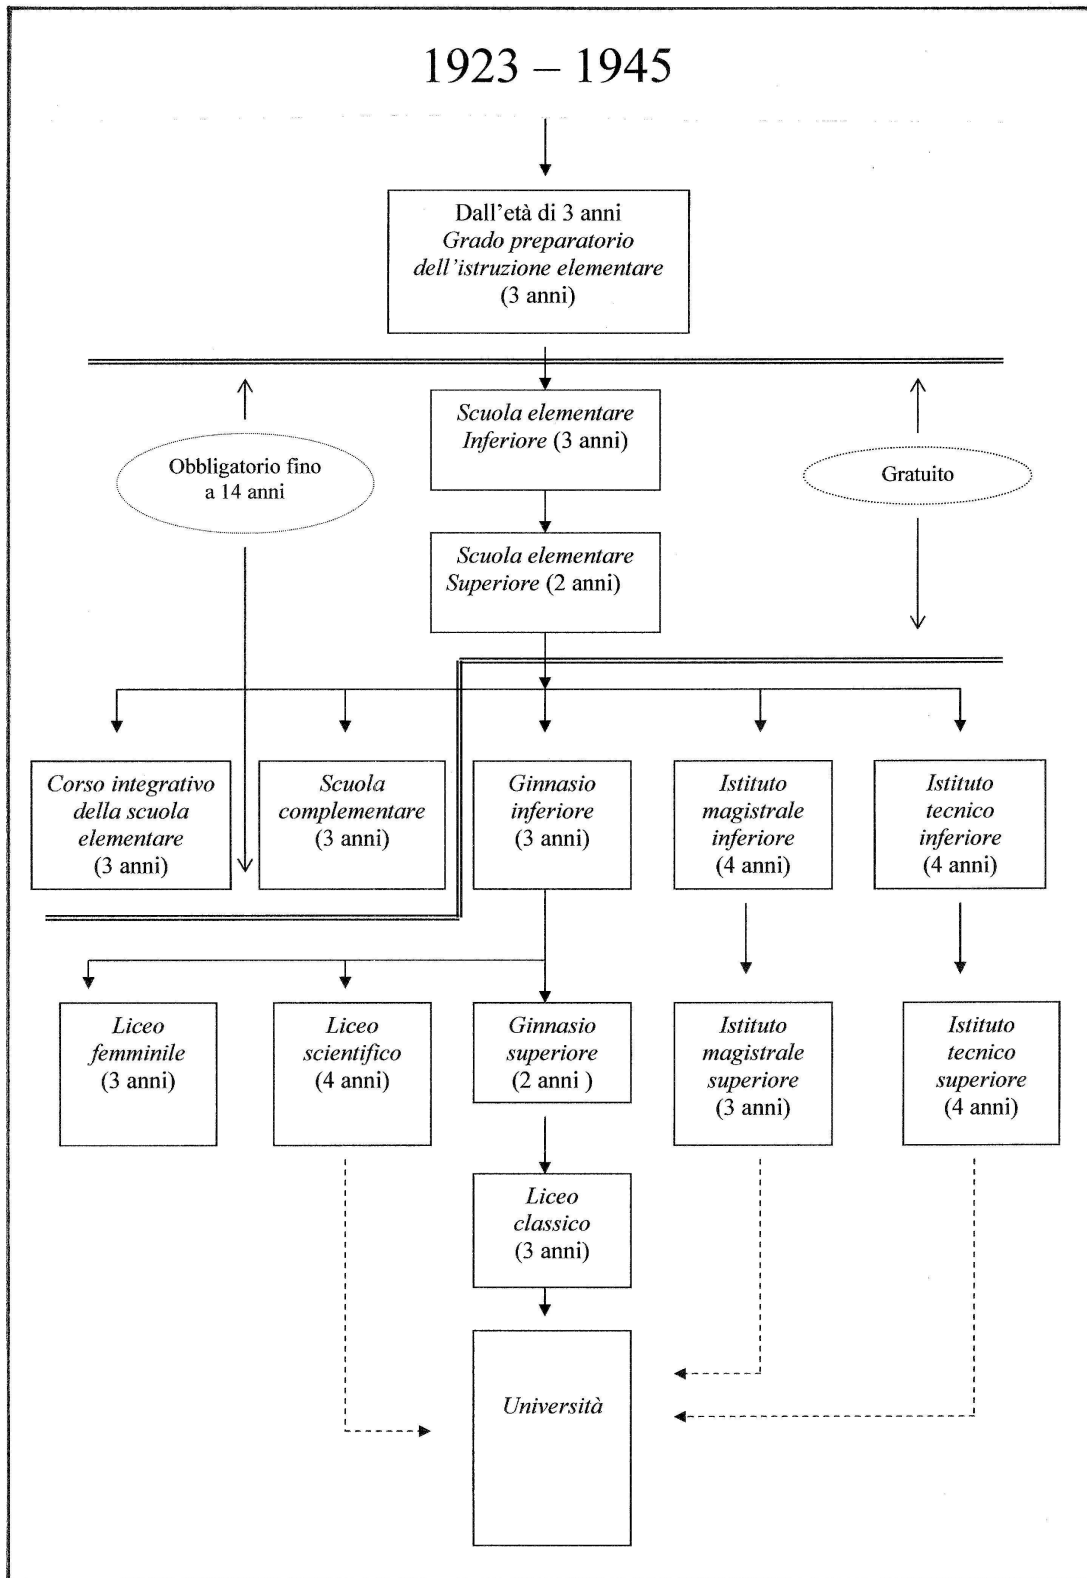 1923 – 1945
Dall'età di 3 anni
Grado preparatorio
dell'istruzione elementare
(3 anni)
Scuola elementare
Inferiore (3 anni)
Obbligatorio fino
a 14 anni
Gratuito
Scuola elementare
Superiore (2 anni)
Corso integrativo
della scuola
elementare
(3 anni)
Scuola
complementare
(3 anni)
Ginnasio
inferiore
(3 anni)
Istituto
magistrale
inferiore
(4 anni)
Istituto
tecnico
inferiore
(4 anni)
Liceo
femminile
(3 anni)
Liceo
scientifico
(4 anni)
Ginnasio
superiore
(2 anni )
Istituto
magistrale
superiore
(3 anni)
Istituto
tecnico
superiore
(4 anni)
Liceo
classico
(3 anni)
Università